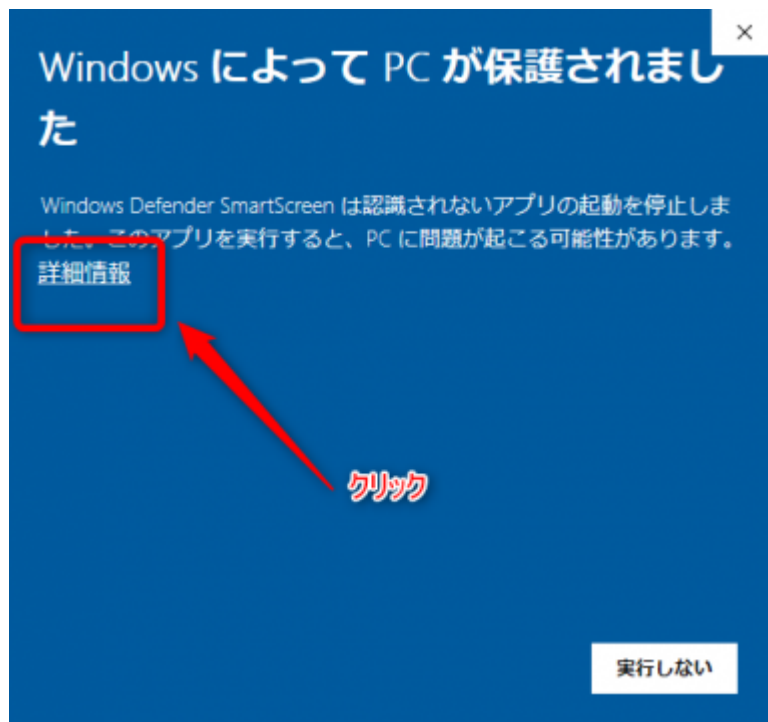 Windows によって PC が保護されまし
た
Windows Defender SmartScreen は認識されないアプリの起動を停止しま
した。このアプリを実行すると、PC に問題が起こる可能性があります。
詳細情報
クリック
実行しない